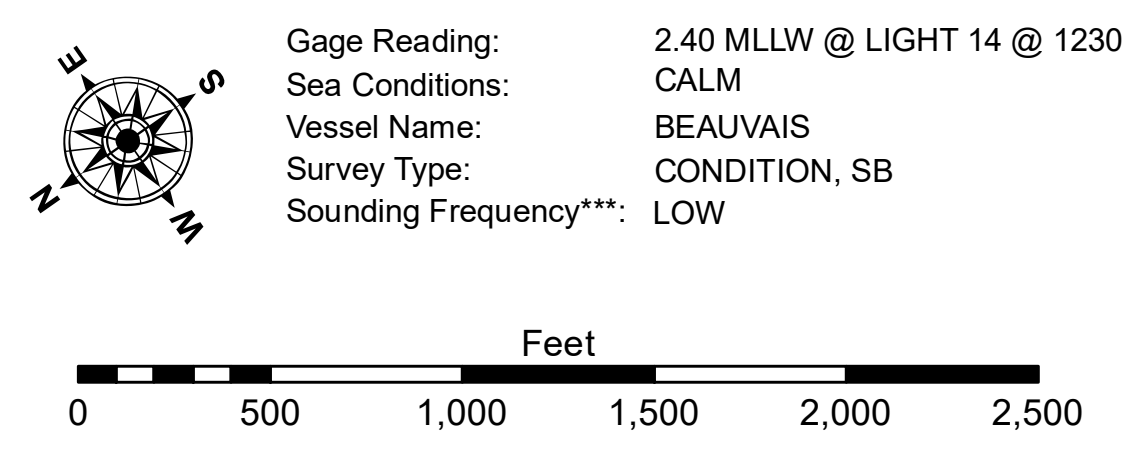 E
S
N
W
Gage Reading: 2.40 MLLW @ LIGHT 14 @ 1230
Sea Conditions: CALM
Vessel Name: BEAUVAIS
Survey Type: CONDITION, SB
Sounding Frequency***: LOW
Feet
0 500 1,000 1,500 2,000 2,500